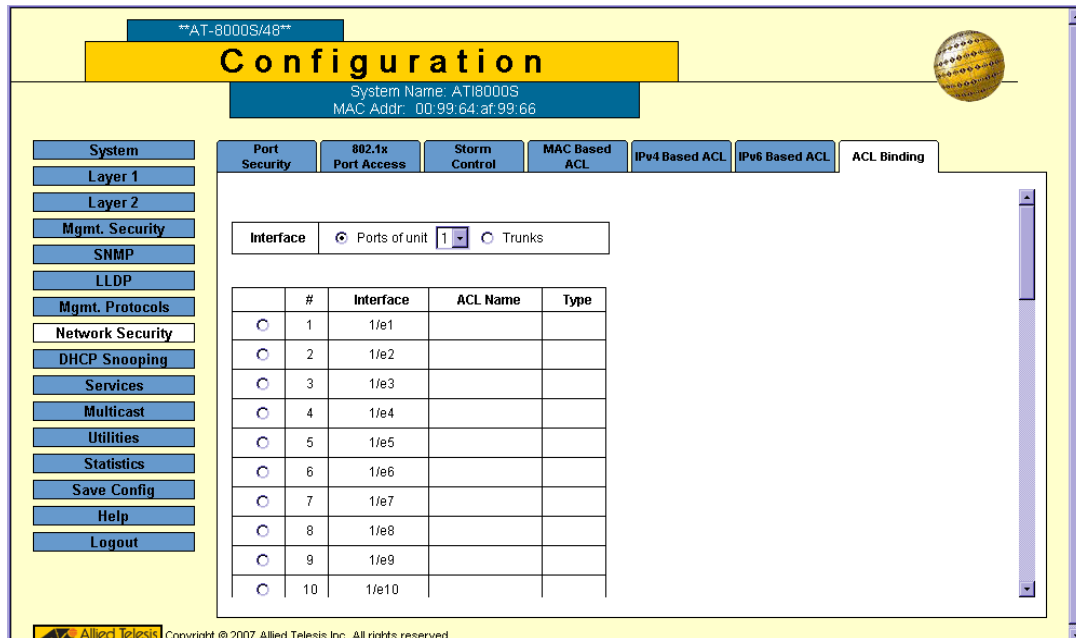 **AT-8000S/48**
Configuration
System Name: ATI8000S
MAC Addr: 00:99:64:af:99:66
System
Layer 1
Layer 2
Mgmt. Security
SNMP
LLDP
Mgmt. Protocols
Network Security
DHCP Snooping
Services
Multicast
Utilities
Statistics
Save Config
Help
Logout
Port Security
802.1x Port Access
Storm Control
MAC Based ACL
IPv4 Based ACL
IPv6 Based ACL
ACL Binding
Interface Ports of unit 1 Trunks
# Interface ACL Name Type
1 1/e1
2 1/e2
3 1/e3
4 1/e4
5 1/e5
6 1/e6
7 1/e7
8 1/e8
9 1/e9
10 1/e10
Allied Telesis Copyright @ 2007 Allied Telesis Inc. All rights reserved